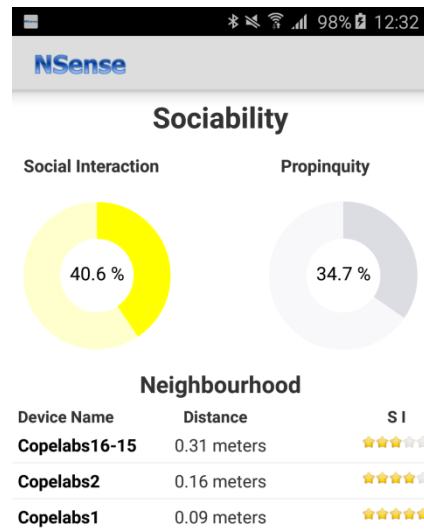 98% 12:32
NSense
Sociability
Social Interaction Propinquity
40.6 % 34.7 %
Neighbourhood
Device Name Distance S I
Copelabs16-15 0.31 meters
Copelabs2 0.16 meters
Copelabs1 0.09 meters